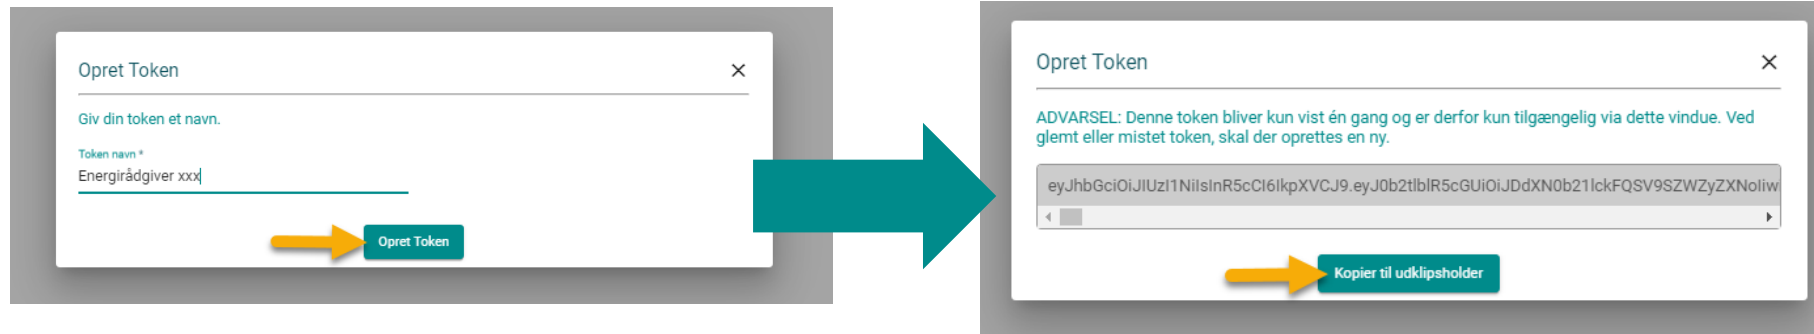 Opret Token
Giv din token et navn.
Token navn *
Energirådgiver xxx
Opret Token
Opret Token
ADVARSEL: Denne token bliver kun vist én gang og er derfor kun tilgængelig via dette vindue. Ved
glemt eller mistet token, skal der oprettes en ny.
eyJhbGciOiJIUzI1NiIsInR5cCI6IkpXVCJ9.eyJ0b2tlblR5cGUiOiJDdXN0b21lckFQSV9SZWZyZXNoIiw
Kopier til udklipsholder